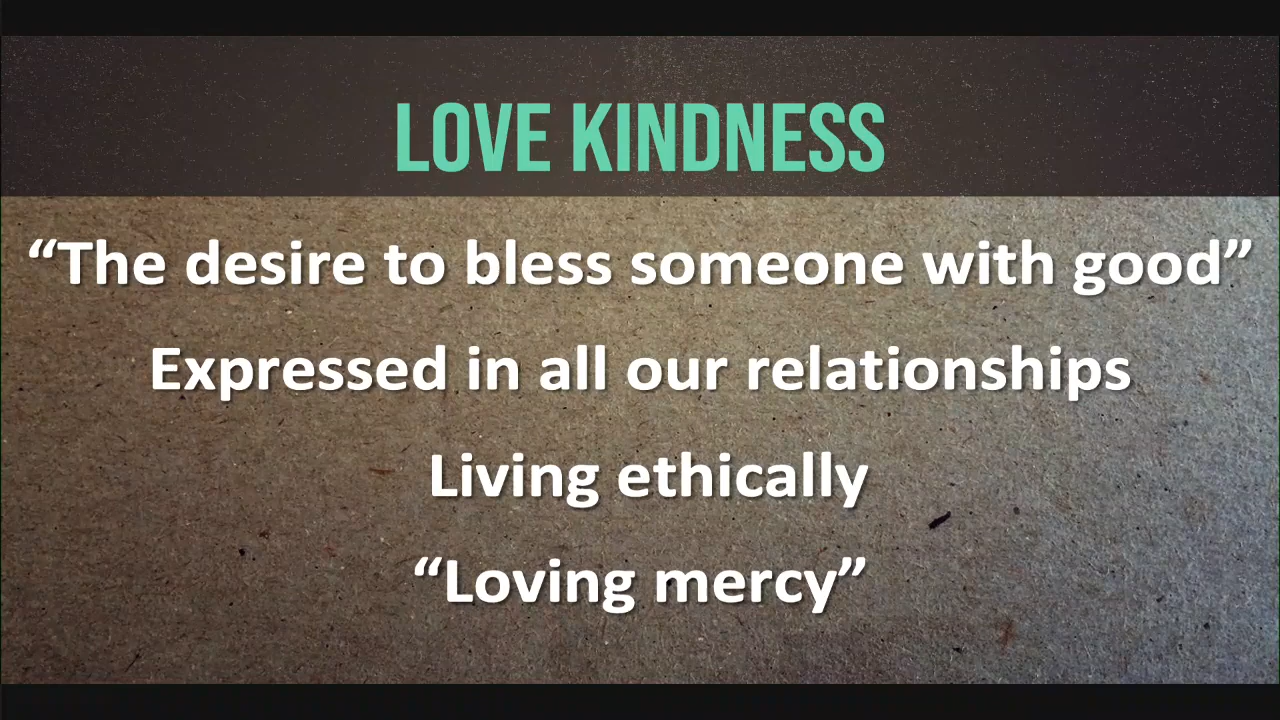 LOVE KINDNESS
“The desire to bless someone with good”
Expressed in all our relationships
Living ethically
“Loving mercy”